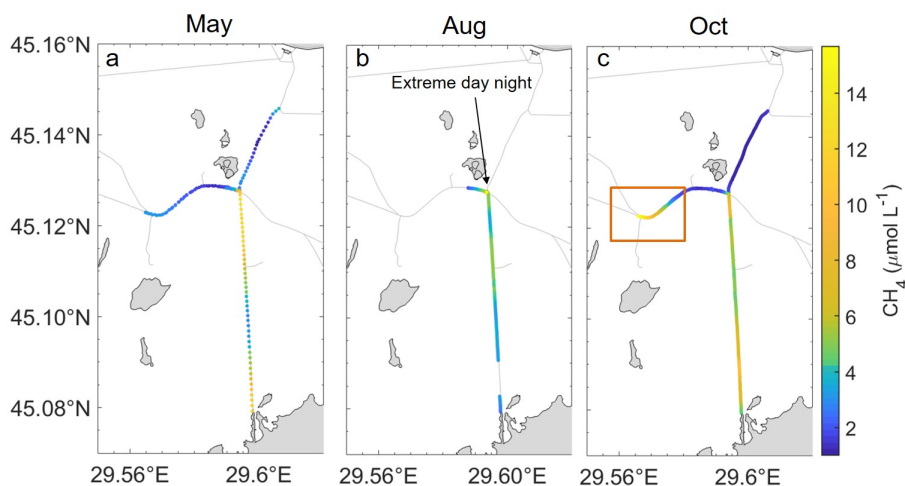 May
Aug
Oct
45.16°N
45.14°N
45.12°N
45.10°N
45.08°N
a
b
c
Extreme day night
29.56°E
29.6°E
29.56°E
29.60°E
29.56°E
29.6°E
14
12
10
8
6
4
2
CH4 (μmol L-1)